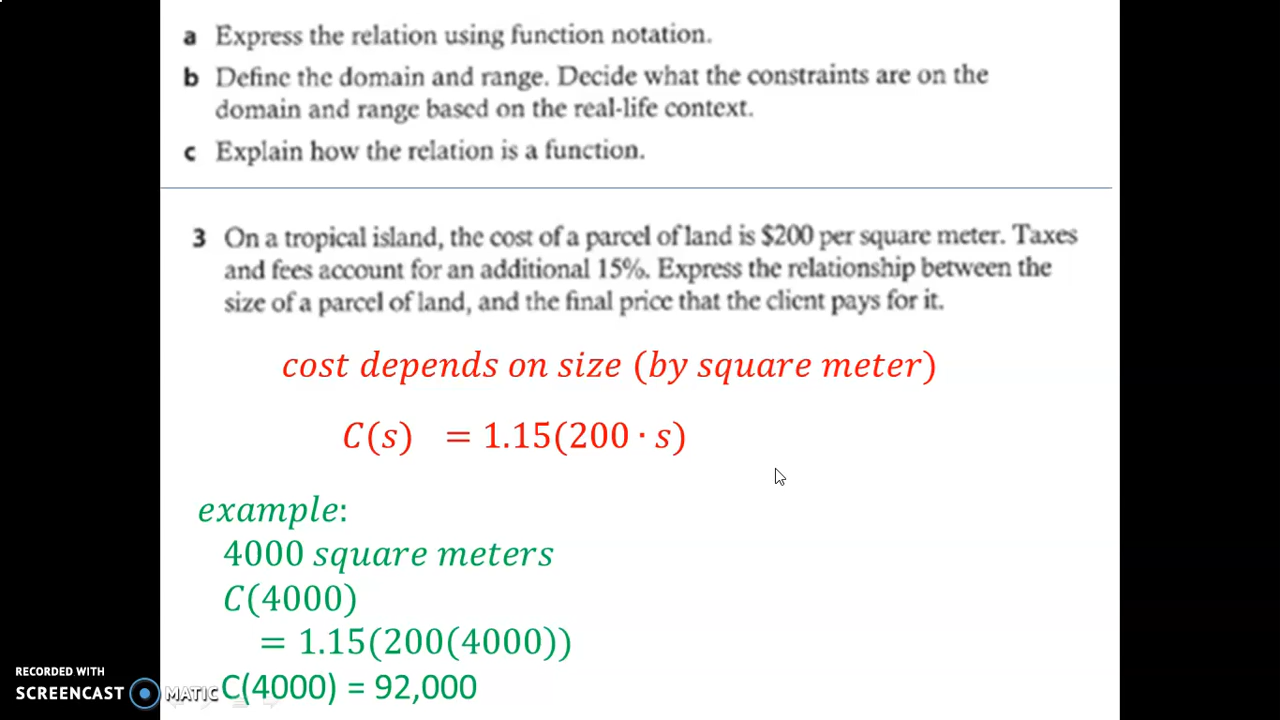 a Express the relation using function notation.
b Define the domain and range. Decide what the constraints are on the
domain and range based on the real-life context.
c Explain how the relation is a function.
3 On a tropical island, the cost of a parcel of land is $200 per square meter. Taxes
and fees account for an additional 15%. Express the relationship between the
size of a parcel of land, and the final price that the client pays for it.
cost depends on size (by square meter)
C(s) = 1.15(200 · s)
example:
4000 square meters
C(4000)
= 1.15(200(4000))
C(4000) = 92,000
RECORDED WITH
SCREENCAST MATIC